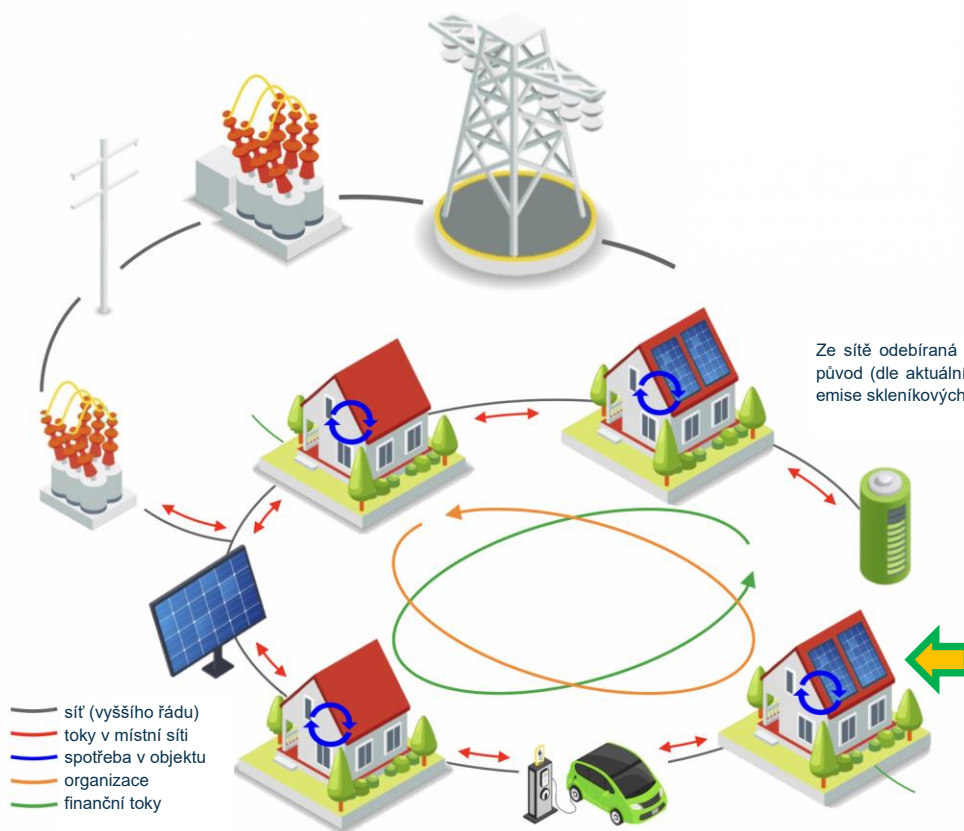 Ze sítě odebíraná
původ (dle aktuální
emise skleníkových
síť (vyššího řádu)
toky v místní síti
spotřeba v objektu
organizace
finanční toky